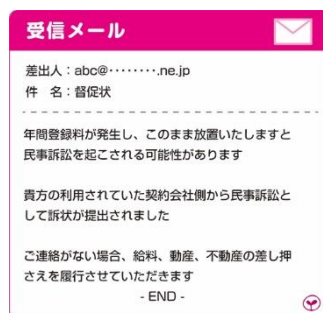 受信メール
差出人：abc@········.ne.jp
件　名：督促状
年間登録料が発生し、このまま放置いたしますと
民事訴訟を起こされる可能性があります
貴方の利用されていた契約会社側から民事訴訟と
して訴状が提出されました
ご連絡がない場合、給料、動産、不動産の差し押
さえを履行させていただきます
- END -